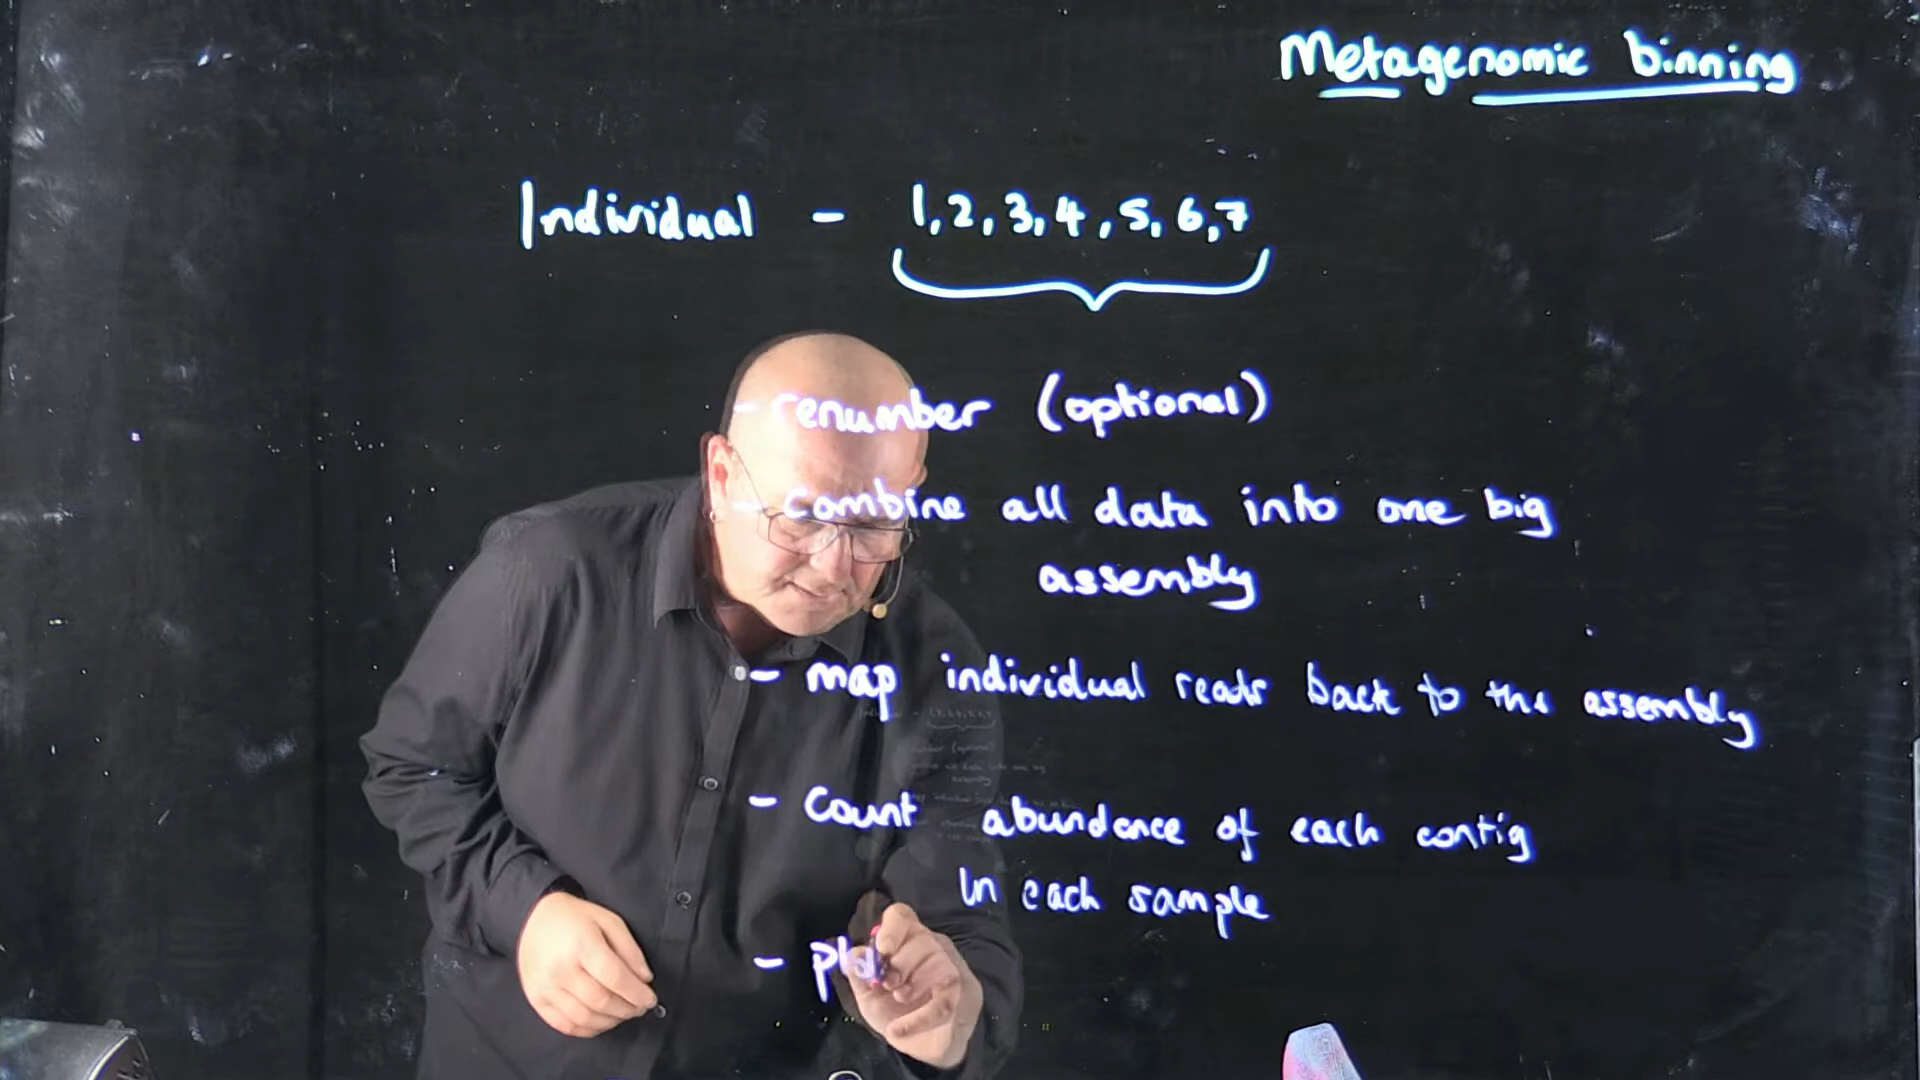 Metagenomic binning
Individual - 1, 2, 3, 4, 5, 6, 7
- renumber (optional)
- combine all data into one big
assembly
- map individual reads back to the assembly
- Count abundance of each contig
In each sample
-